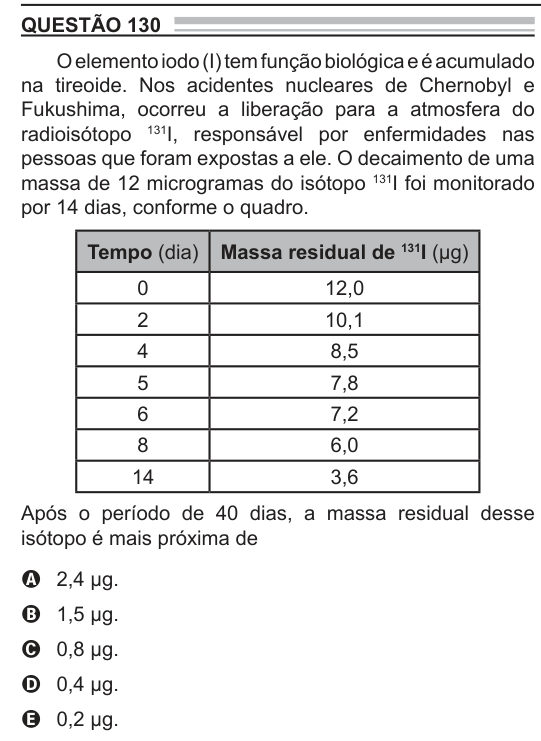 QUESTÃO 130
O elemento iodo (I) tem função biológica e é acumulado
na tireoide. Nos acidentes nucleares de Chernobyl e
Fukushima, ocorreu a liberação para a atmosfera do
radioisótopo ¹³¹I, responsável por enfermidades nas
pessoas que foram expostas a ele. O decaimento de uma
massa de 12 microgramas do isótopo ¹³¹I foi monitorado
por 14 dias, conforme o quadro.
Tempo (dia) Massa residual de ¹³¹I (µg)
0 12,0
2 10,1
4 8,5
5 7,8
6 7,2
8 6,0
14 3,6
Após o período de 40 dias, a massa residual desse
isótopo é mais próxima de
A 2,4 µg.
B 1,5 µg.
C 0,8 µg.
D 0,4 µg.
E 0,2 µg.